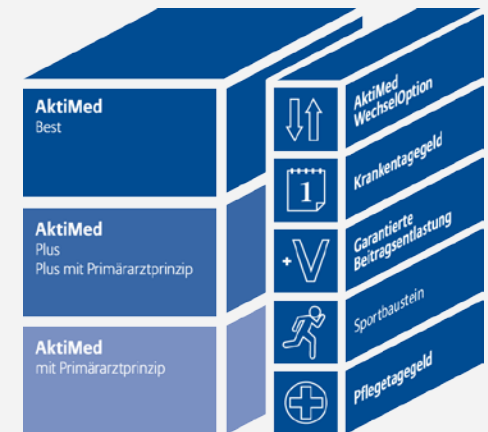 AktiMed
Best
AktiMed
Plus
Plus mit Primärarztprinzip
AktiMed
mit Primärarztprinzip
AktiMed
WechselOption
1
Krankentagegeld
+V
Garantierte
Beitragsentlastung
Sportbaustein
Pflegetagegeld